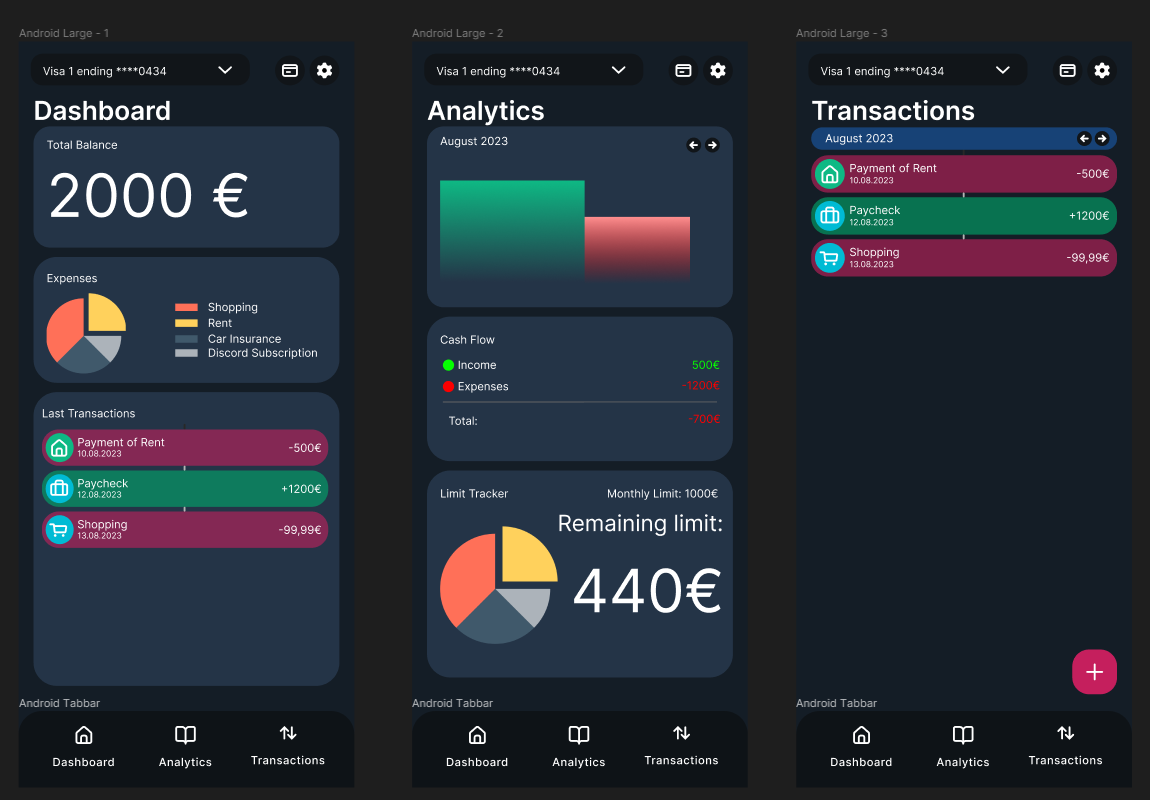 Android Large - 1
Visa 1 ending ****0434
Dashboard
Total Balance
2000 €
Expenses
Shopping
Rent
Car Insurance
Discord Subscription
Last Transactions
Payment of Rent
10.08.2023
-500€
Paycheck
12.08.2023
+1200€
Shopping
13.08.2023
-99,99€
Android Tabbar
Dashboard
Analytics
Transactions
Android Large - 2
Visa 1 ending ****0434
Analytics
August 2023
Cash Flow
Income 500€
Expenses -1200€
Total: -700€
Limit Tracker Monthly Limit: 1000€
Remaining limit:
440€
Android Tabbar
Dashboard
Analytics
Transactions
Android Large - 3
Visa 1 ending ****0434
Transactions
August 2023
Payment of Rent
10.08.2023
-500€
Paycheck
12.08.2023
+1200€
Shopping
13.08.2023
-99,99€
Android Tabbar
Dashboard
Analytics
Transactions